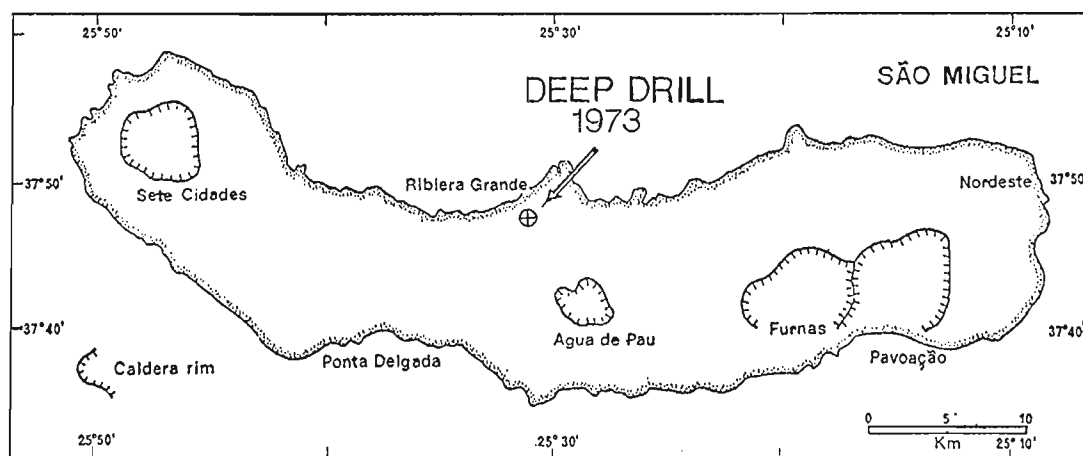 25°50' 25°30' 25°10'
SÃO MIGUEL
DEEP DRILL
1973
37°50' Sete Cidades Ribiera Grande Nordeste 37°50'
37°40' Agua de Pau Furnas 37°40'
Caldera rim Ponta Delgada Pavoação
0 5 10
Km
25°50' 25°30' 25°10'